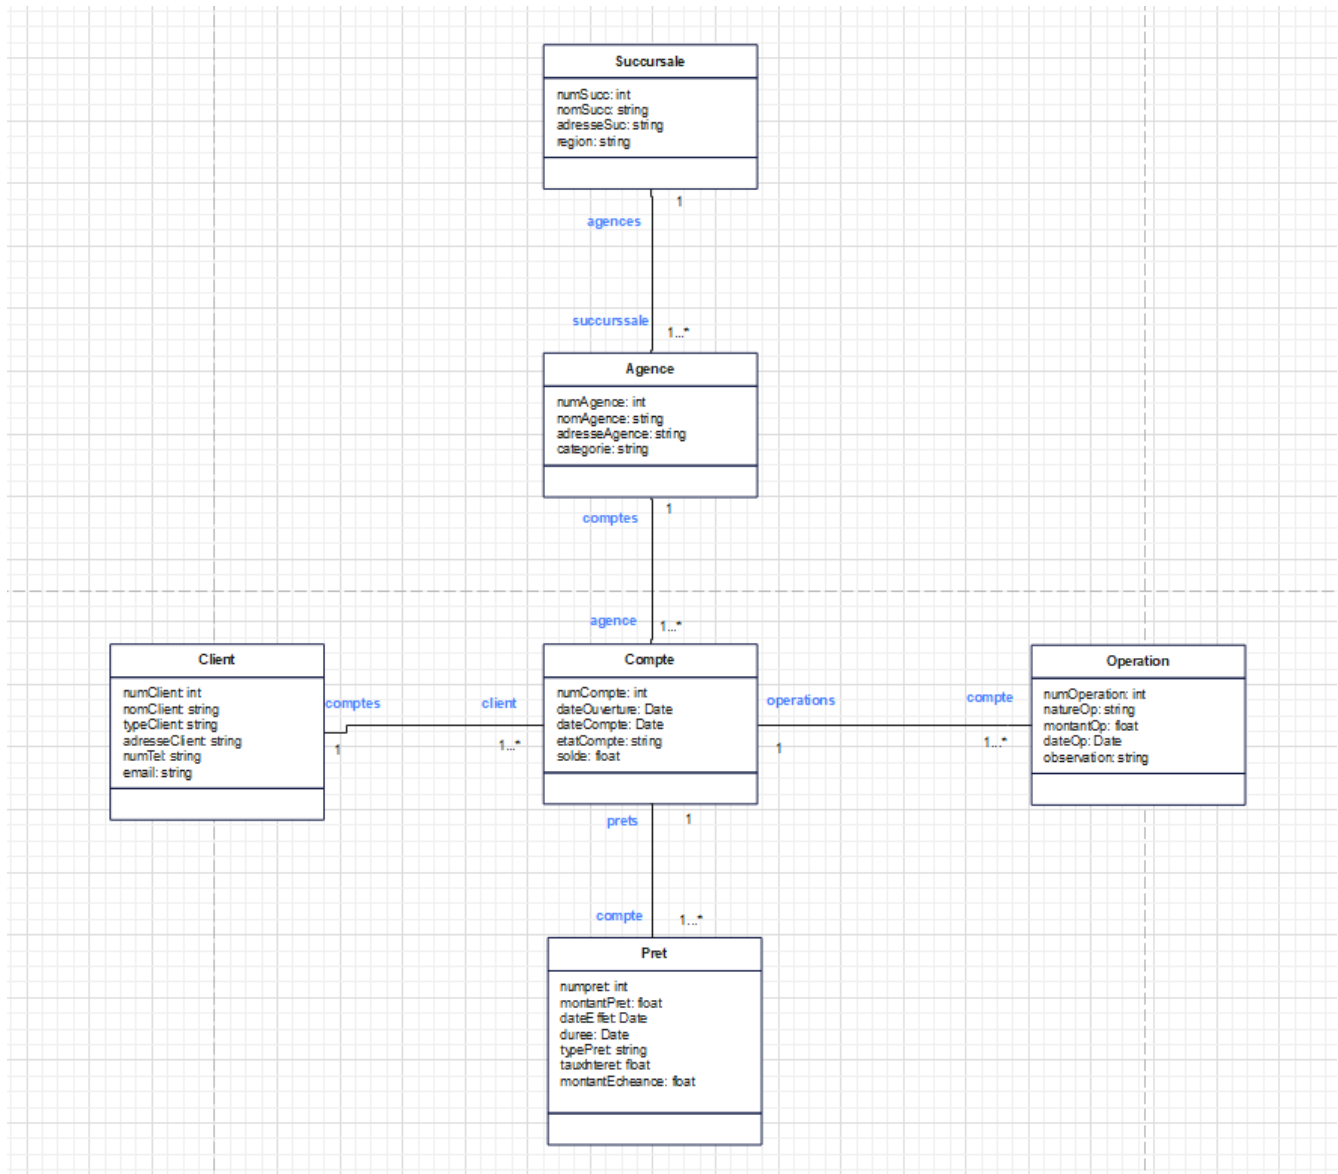 Succursale
numSucc: int
nomSucc: string
adresseSuc: string
region: string
1
agences
succurssale
1...*
Agence
numAgence: int
nomAgence: string
adresseAgence: string
categorie: string
1
comptes
agence
1...*
Client
numClient: int
nomClient: string
typeClient: string
adresseClient: string
numTel: string
email: string
comptes
1
client
1...*
Compte
numCompte: int
dateOuverture: Date
dateCompte: Date
etatCompte: string
solde: float
operations
1
compte
1...*
Operation
numOperation: int
natureOp: string
montantOp: float
dateOp: Date
observation: string
prets
1
compte
1...*
Pret
numpret: int
montantPret: float
dateEffet: Date
duree: Date
typePret: string
tauxInteret: float
montantEcheance: float